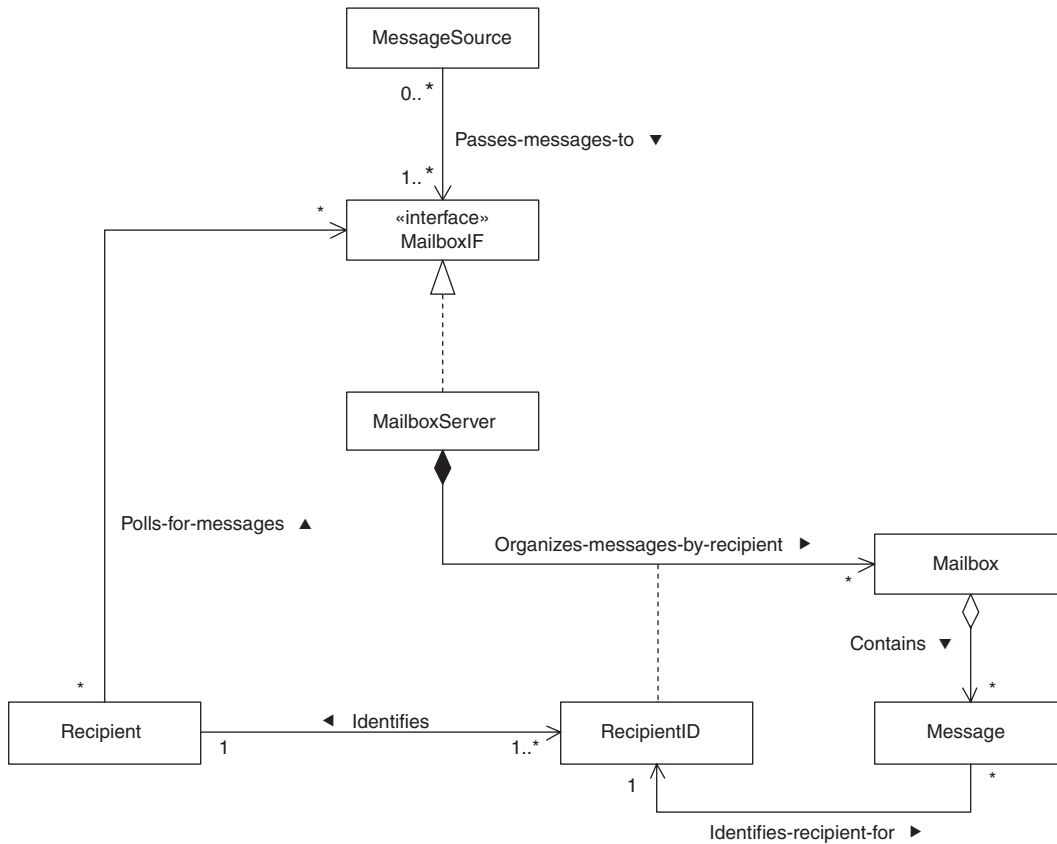 MessageSource
0..*
Passes-messages-to ▼
1..*
*
«interface»
MailboxIF
MailboxServer
Polls-for-messages ▲
Organizes-messages-by-recipient ►
*
Mailbox
Contains ▼
*
*
Recipient
◄ Identifies
1
1..*
RecipientID
Message
1
*
Identifies-recipient-for ►